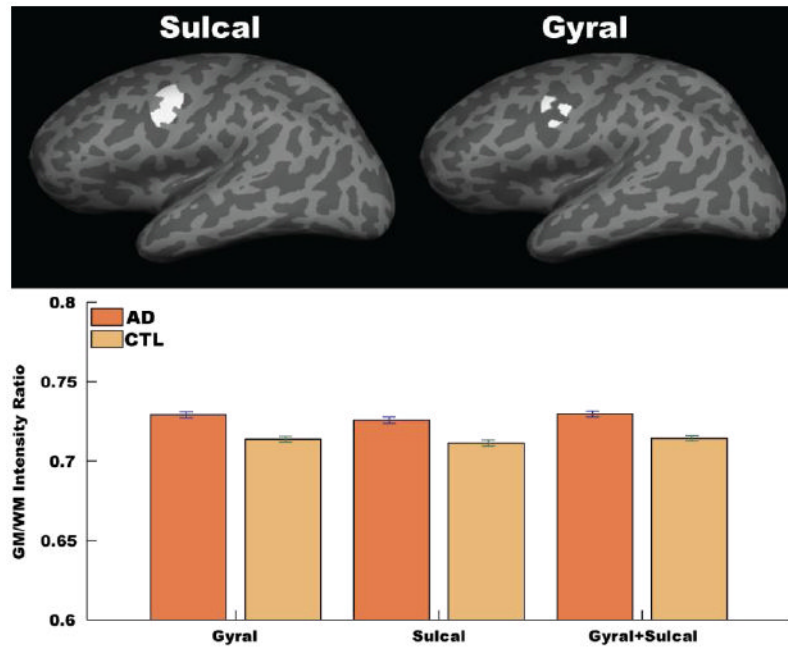 Sulcal Gyral
0.8
AD
CTL
0.75
0.7
0.65
0.6
GM/WM Intensity Ratio
Gyral Sulcal Gyral+Sulcal